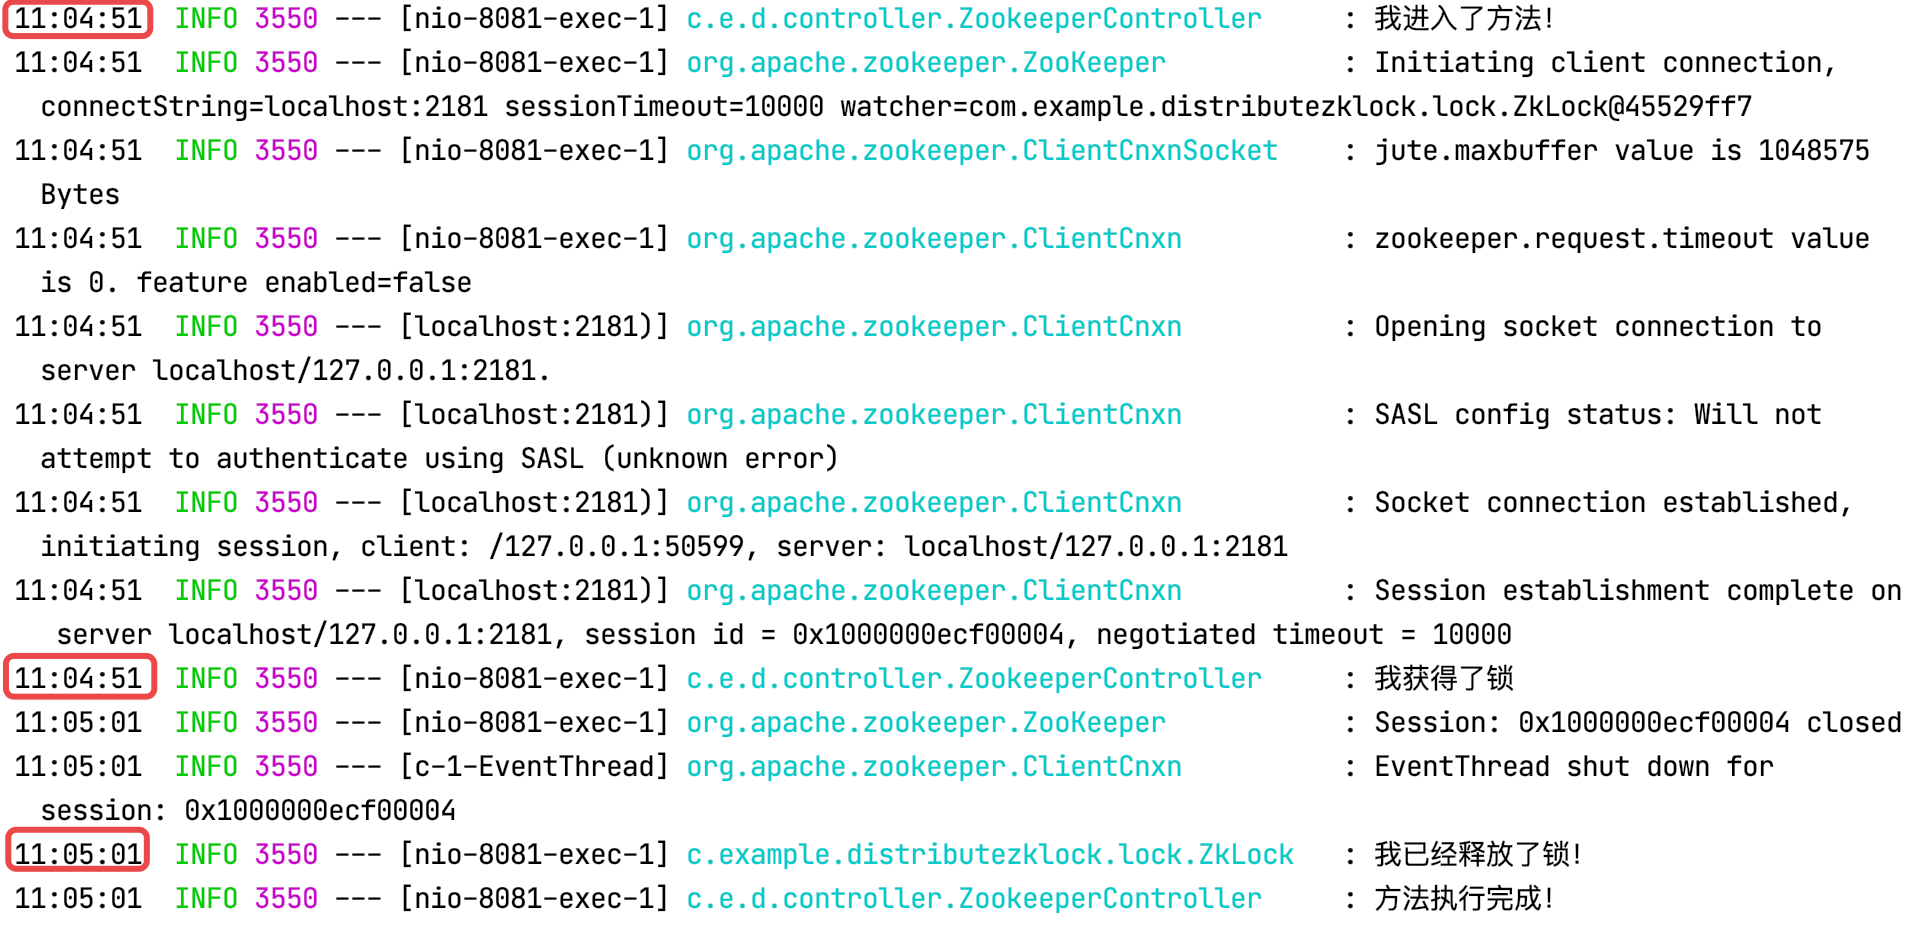 11:04:51  INFO 3550 --- [nio-8081-exec-1] c.e.d.controller.ZookeeperController     : 我进入了方法！
11:04:51  INFO 3550 --- [nio-8081-exec-1] org.apache.zookeeper.ZooKeeper           : Initiating client connection,
connectString=localhost:2181 sessionTimeout=10000 watcher=com.example.distributezklock.lock.ZkLock@45529ff7
11:04:51  INFO 3550 --- [nio-8081-exec-1] org.apache.zookeeper.ClientCnxnSocket    : jute.maxbuffer value is 1048575
Bytes
11:04:51  INFO 3550 --- [nio-8081-exec-1] org.apache.zookeeper.ClientCnxn          : zookeeper.request.timeout value
is 0. feature enabled=false
11:04:51  INFO 3550 --- [localhost:2181)] org.apache.zookeeper.ClientCnxn          : Opening socket connection to
server localhost/127.0.0.1:2181.
11:04:51  INFO 3550 --- [localhost:2181)] org.apache.zookeeper.ClientCnxn          : SASL config status: Will not
attempt to authenticate using SASL (unknown error)
11:04:51  INFO 3550 --- [localhost:2181)] org.apache.zookeeper.ClientCnxn          : Socket connection established,
initiating session, client: /127.0.0.1:50599, server: localhost/127.0.0.1:2181
11:04:51  INFO 3550 --- [localhost:2181)] org.apache.zookeeper.ClientCnxn          : Session establishment complete on
server localhost/127.0.0.1:2181, session id = 0x1000000ecf00004, negotiated timeout = 10000
11:04:51  INFO 3550 --- [nio-8081-exec-1] c.e.d.controller.ZookeeperController     : 我获得了锁
11:05:01  INFO 3550 --- [nio-8081-exec-1] org.apache.zookeeper.ZooKeeper           : Session: 0x1000000ecf00004 closed
11:05:01  INFO 3550 --- [c-1-EventThread] org.apache.zookeeper.ClientCnxn          : EventThread shut down for
session: 0x1000000ecf00004
11:05:01  INFO 3550 --- [nio-8081-exec-1] c.example.distributezklock.lock.ZkLock   : 我已经释放了锁！
11:05:01  INFO 3550 --- [nio-8081-exec-1] c.e.d.controller.ZookeeperController     : 方法执行完成！